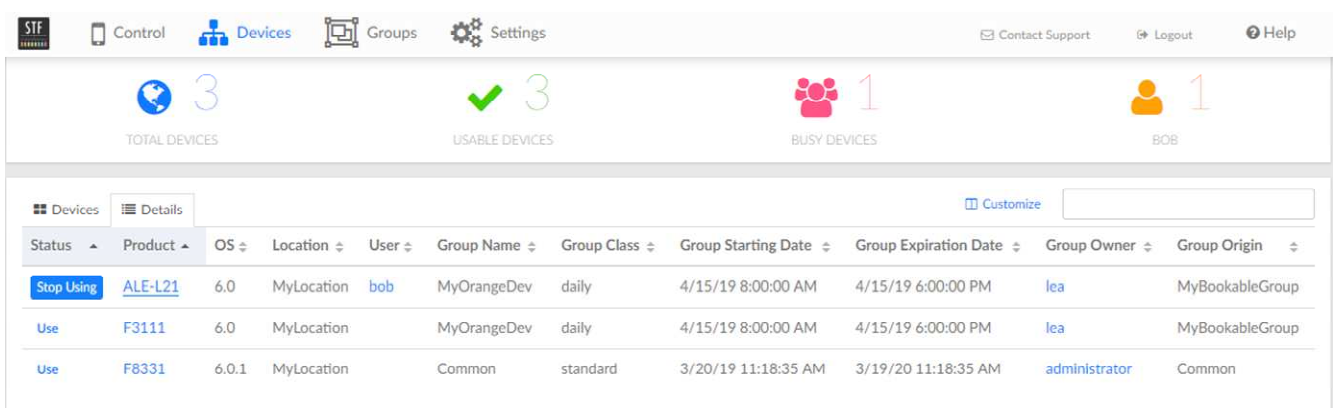 STF Control Devices Groups Settings Contact Support Logout Help
3 3 1 1
TOTAL DEVICES USABLE DEVICES BUSY DEVICES BOB
Devices Details Customize
Status Product OS Location User Group Name Group Class Group Starting Date Group Expiration Date Group Owner Group Origin
Stop Using ALE-L21 6.0 MyLocation bob MyOrangeDev daily 4/15/19 8:00:00 AM 4/15/19 6:00:00 PM lea MyBookableGroup
Use F3111 6.0 MyLocation MyOrangeDev daily 4/15/19 8:00:00 AM 4/15/19 6:00:00 PM lea MyBookableGroup
Use F8331 6.0.1 MyLocation Common standard 3/20/19 11:18:35 AM 3/19/20 11:18:35 AM administrator Common